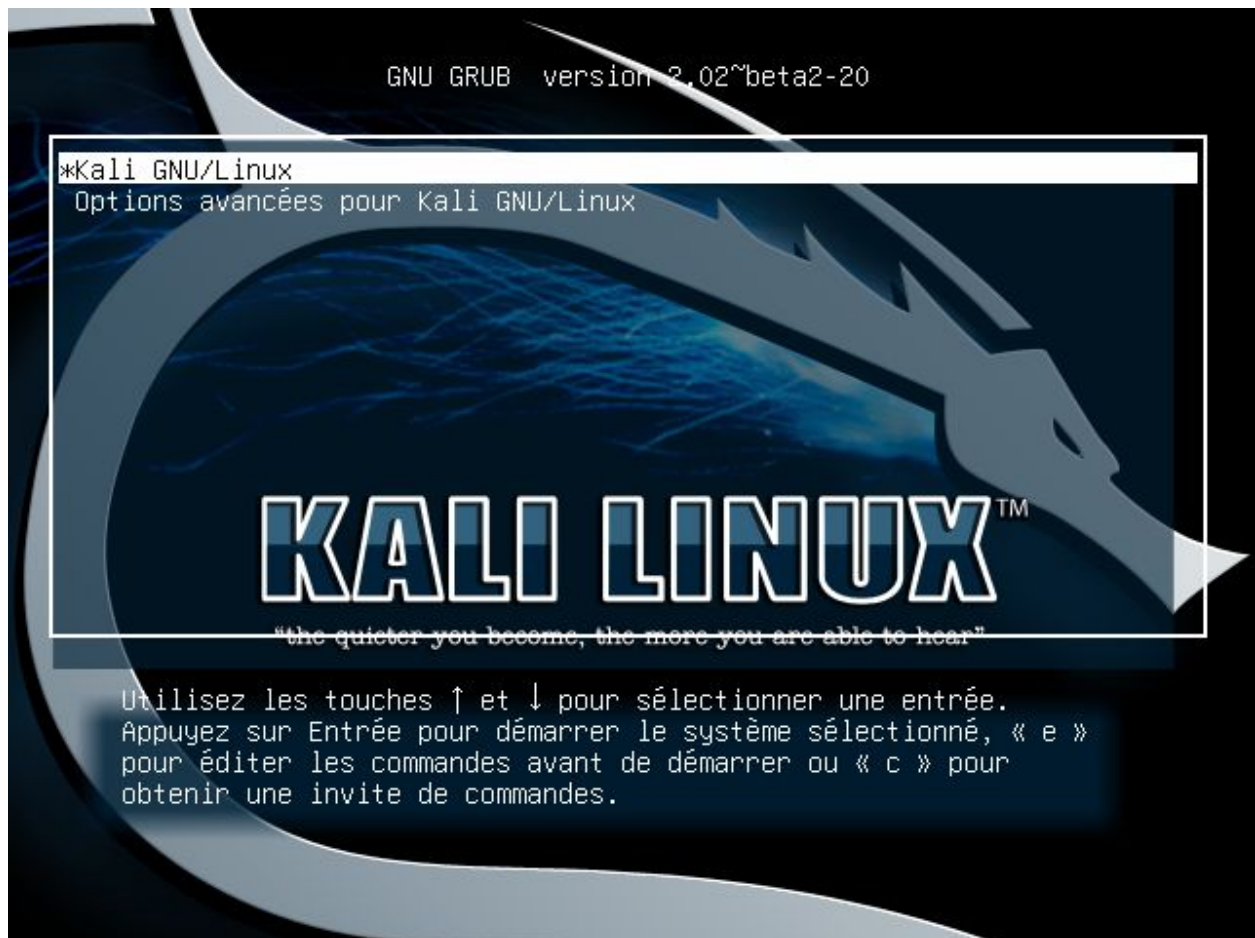 GNU GRUB version 2.02~beta2-20
*Kali GNU/Linux
Options avancées pour Kali GNU/Linux
KALI LINUX™
“the quieter you become, the more you are able to hear”
Utilisez les touches ↑ et ↓ pour sélectionner une entrée.
Appuyez sur Entrée pour démarrer le système sélectionné, « e »
pour éditer les commandes avant de démarrer ou « c » pour
obtenir une invite de commandes.